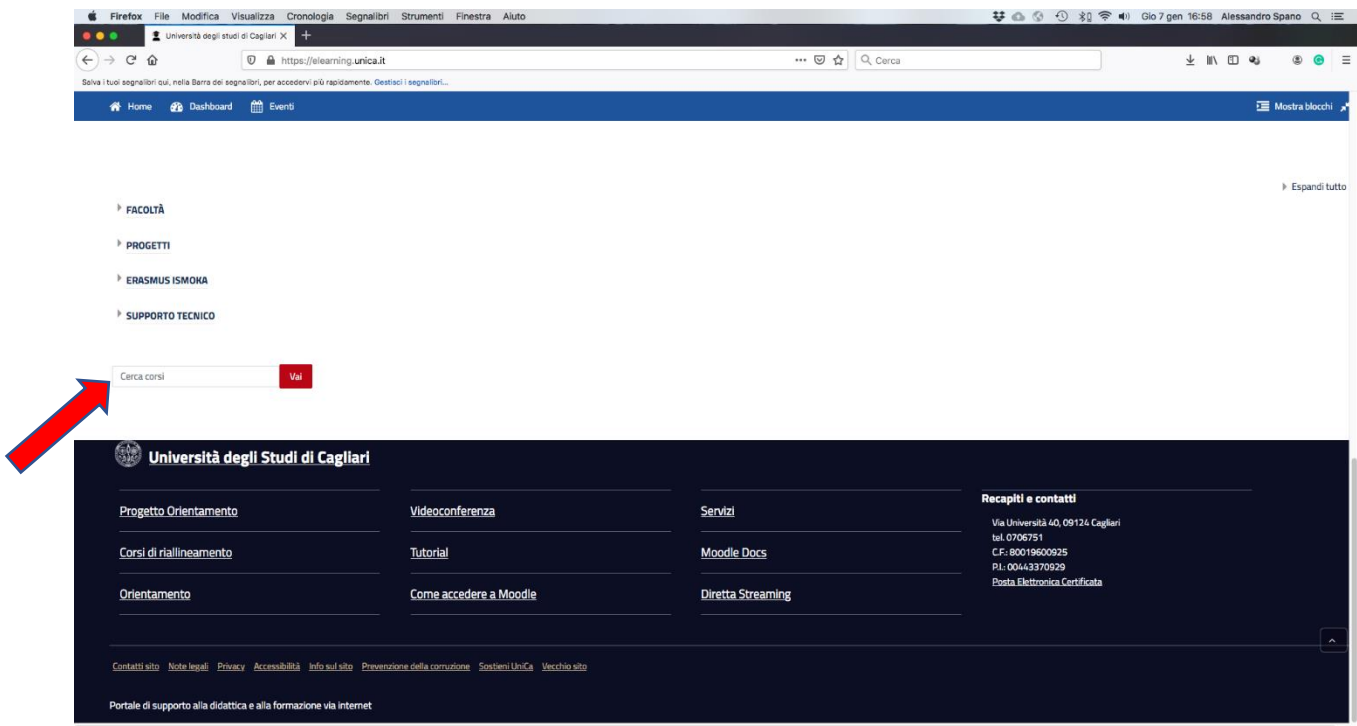 Firefox File Modifica Visualizza Cronologia Segnalibri Strumenti Finestra Aiuto Gio 7 gen 16:58 Alessandro Spano
Università degli studi di Cagliari
https://elearning.unica.it Cerca
Salva i tuoi segnalibri qui, nella Barra dei segnalibri, per accedervi più rapidamente. Gestisci i segnalibri...
Home Dashboard Eventi Mostra blocchi
Espandi tutto
FACOLTÀ
PROGETTI
ERASMUS ISMOKA
SUPPORTO TECNICO
Cerca corsi Vai
Università degli Studi di Cagliari
Progetto Orientamento Videoconferenza Servizi
Corsi di riallineamento Tutorial Moodle Docs
Orientamento Come accedere a Moodle Diretta Streaming
Recapiti e contatti
Via Università 40, 09124 Cagliari
tel. 0706751
C.F.: 80019600925
P.I.: 00443370929
Posta Elettronica Certificata
Contatti sito Note legali Privacy Accessibilità Info sul sito Prevenzione della corruzione Sostieni UniCa Vecchio sito
Portale di supporto alla didattica e alla formazione via internet